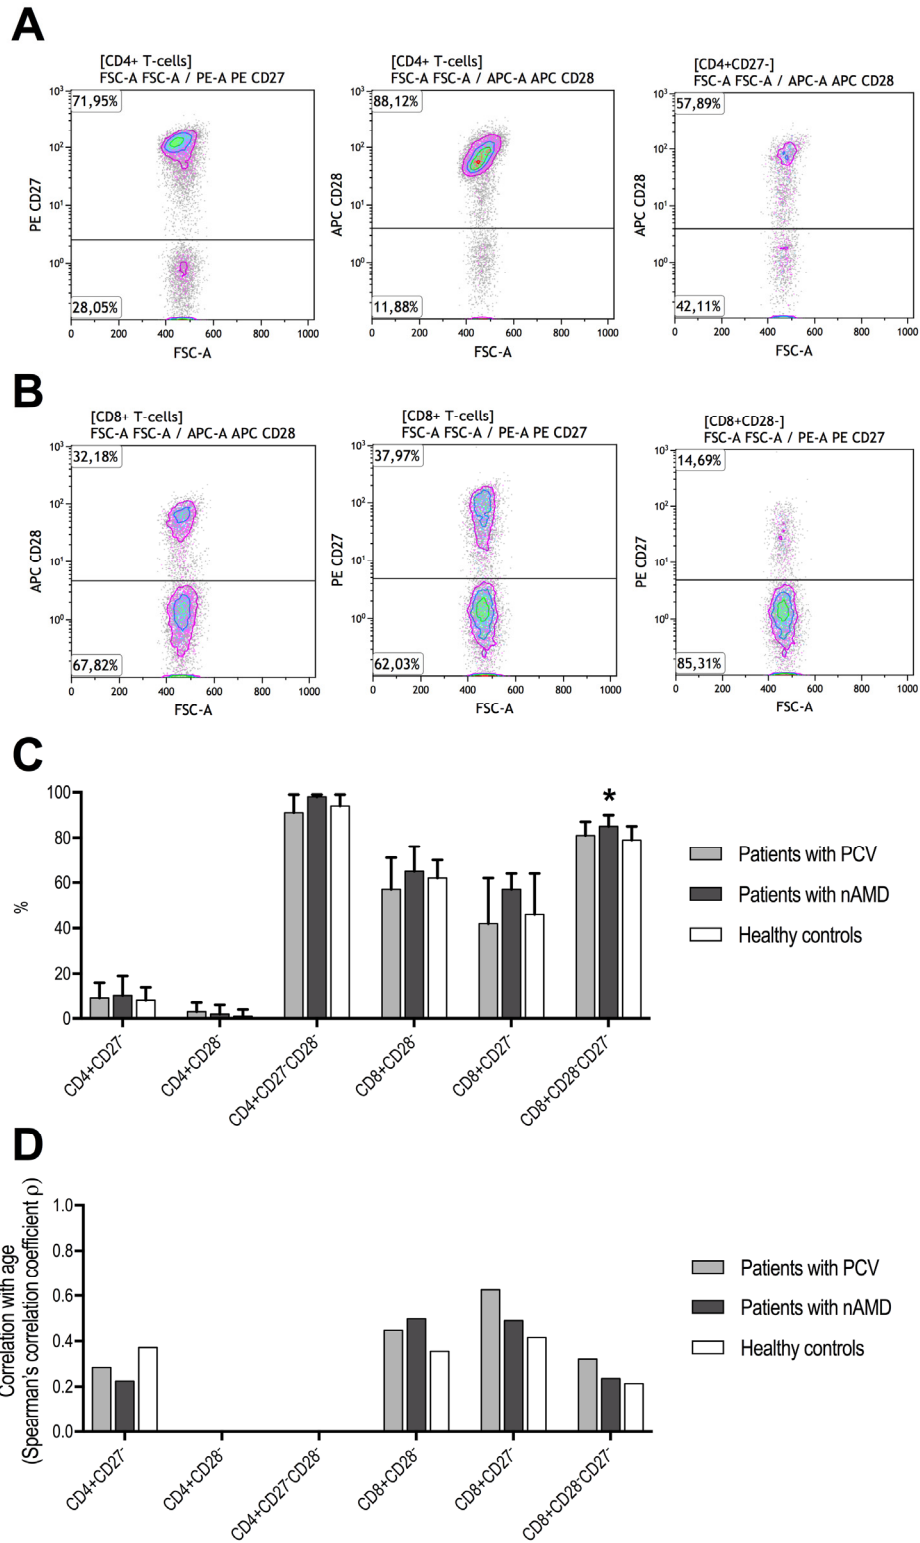 A
[CD4+ T-cells]
FSC-A FSC-A / PE-A PE CD27
71,95%
28,05%
10³
10²
10¹
10⁰
PE CD27
0 200 400 600 800 1000
FSC-A
[CD4+ T-cells]
FSC-A FSC-A / APC-A APC CD28
88,12%
11,88%
10³
10²
10¹
10⁰
APC CD28
0 200 400 600 800 1000
FSC-A
[CD4+CD27-]
FSC-A FSC-A / APC-A APC CD28
57,89%
42,11%
10³
10²
10¹
10⁰
APC CD28
0 200 400 600 800 1000
FSC-A
B
[CD8+ T-cells]
FSC-A FSC-A / APC-A APC CD28
32,18%
67,82%
10³
10²
10¹
10⁰
APC CD28
0 200 400 600 800 1000
FSC-A
[CD8+ T-cells]
FSC-A FSC-A / PE-A PE CD27
37,97%
62,03%
10³
10²
10¹
10⁰
PE CD27
0 200 400 600 800 1000
FSC-A
[CD8+CD28-]
FSC-A FSC-A / PE-A PE CD27
14,69%
85,31%
10³
10²
10¹
10⁰
PE CD27
0 200 400 600 800 1000
FSC-A
C
%
100
80
60
40
20
0
*
CD4+CD27⁻
CD4+CD28⁻
CD4+CD27⁻CD28⁻
CD8+CD28⁻
CD8+CD27⁻
CD8+CD28⁻CD27⁻
Patients with PCV
Patients with nAMD
Healthy controls
D
Correlation with age
(Spearman's correlation coefficient ρ)
1.0
0.8
0.6
0.4
0.2
0.0
CD4+CD27⁻
CD4+CD28⁻
CD4+CD27⁻CD28⁻
CD8+CD28⁻
CD8+CD27⁻
CD8+CD28⁻CD27⁻
Patients with PCV
Patients with nAMD
Healthy controls